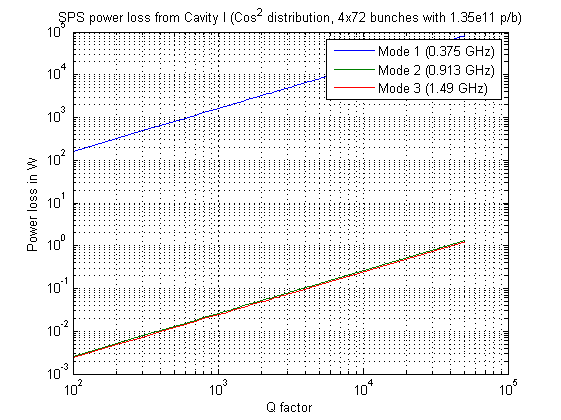 SPS power loss from Cavity I (Cos² distribution, 4x72 bunches with 1.35e11 p/b)
Mode 1 (0.375 GHz)
Mode 2 (0.913 GHz)
Mode 3 (1.49 GHz)
Power loss in W
10⁵
10⁴
10³
10²
10¹
10⁰
10⁻¹
10⁻²
10⁻³
10² 10³ 10⁴ 10⁵
Q factor